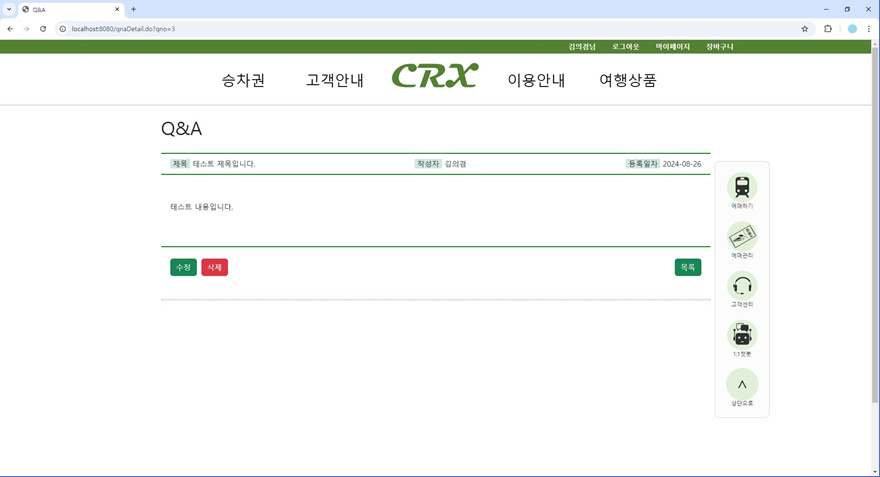 Q&A
localhost:8080/qnaDetail.do?qno=3
김의겸님 로그아웃 마이페이지 장바구니
승차권 고객안내 CRX 이용안내 여행상품
Q&A
제목 테스트 제목입니다. 작성자 김의겸 등록일자 2024-08-26
테스트 내용입니다.
수정 삭제 목록
예매하기
예매관리
고객센터
1:1챗봇
상단으로